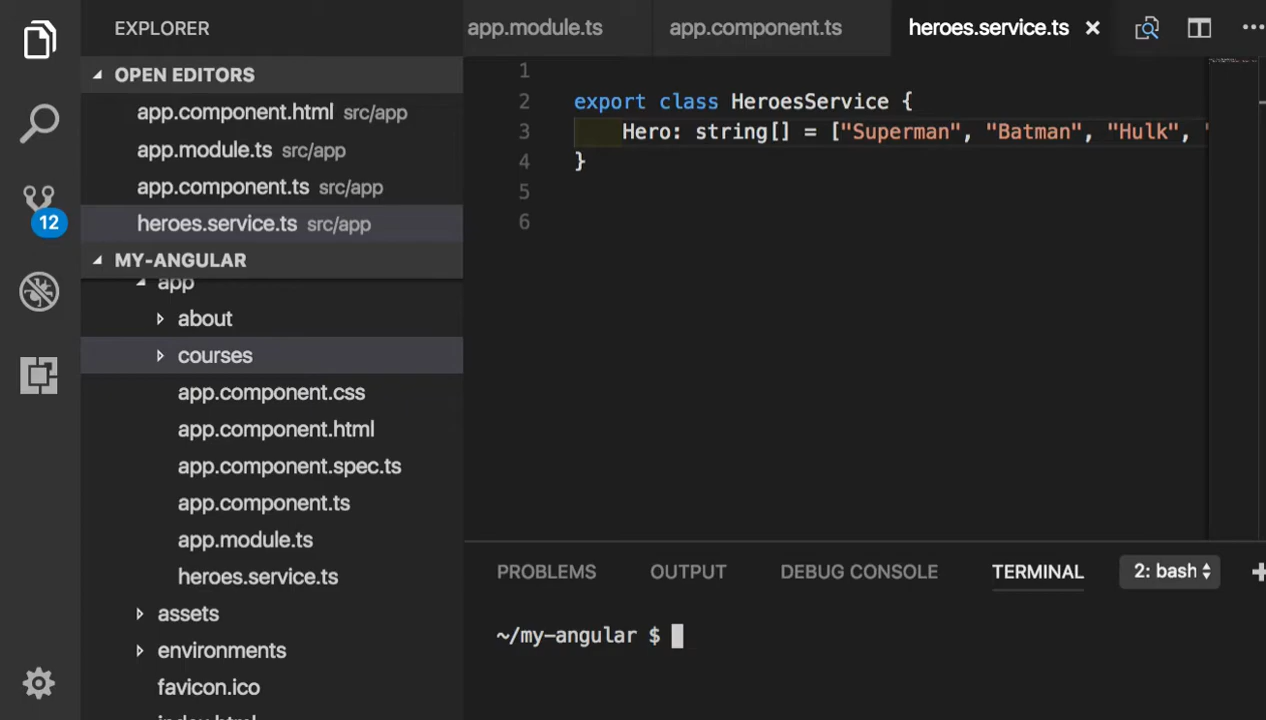 EXPLORER
OPEN EDITORS
app.component.html src/app
app.module.ts src/app
app.component.ts src/app
heroes.service.ts src/app
12
MY-ANGULAR
app
about
courses
app.component.css
app.component.html
app.component.spec.ts
app.component.ts
app.module.ts
heroes.service.ts
assets
environments
favicon.ico
app.module.ts app.component.ts heroes.service.ts
1
2 export class HeroesService {
3 Hero: string[] = ["Superman", "Batman", "Hulk", "
4 }
5
6
PROBLEMS OUTPUT DEBUG CONSOLE TERMINAL 2: bash
~/my-angular $